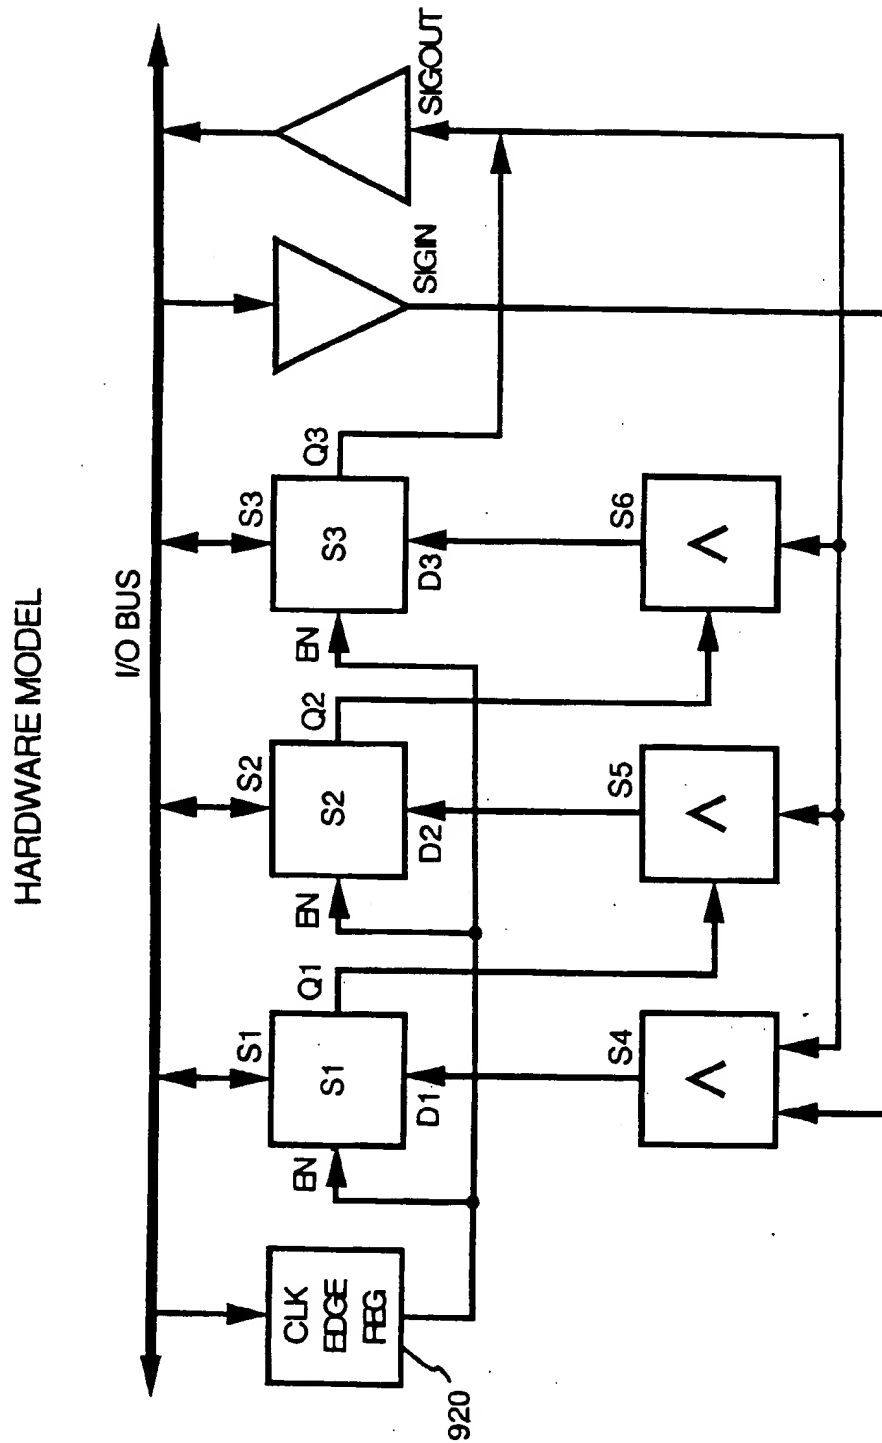 HARDWARE MODEL
I/O BUS
S1
S2
S3
CLK
EDGE
REG
920
EN
S1
Q1
D1
EN
S2
Q2
D2
EN
S3
Q3
D3
SIGIN
SIGOUT
S4
V
S5
V
S6
V